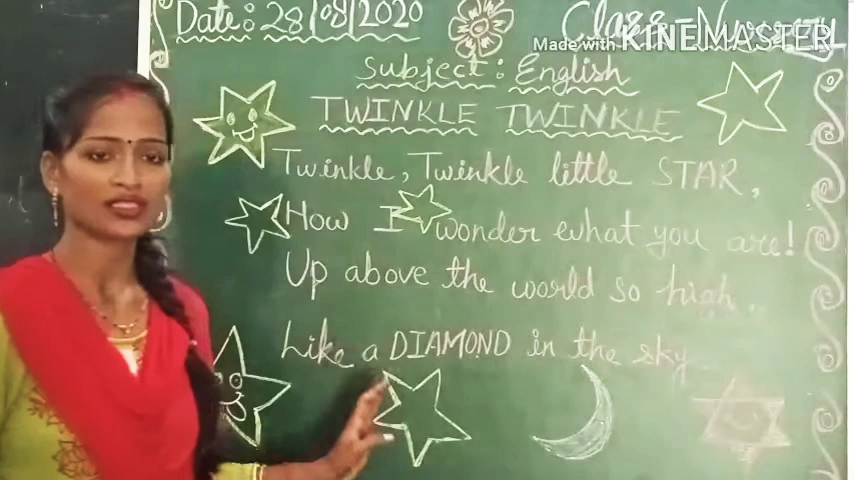 Date: 28/08/2020
Class - Nursery
Made with KINEMASTER
Subject: English
TWINKLE TWINKLE
Twinkle, Twinkle little STAR,
How I wonder what you are!
Up above the world so high..
Like a DIAMOND in the sky